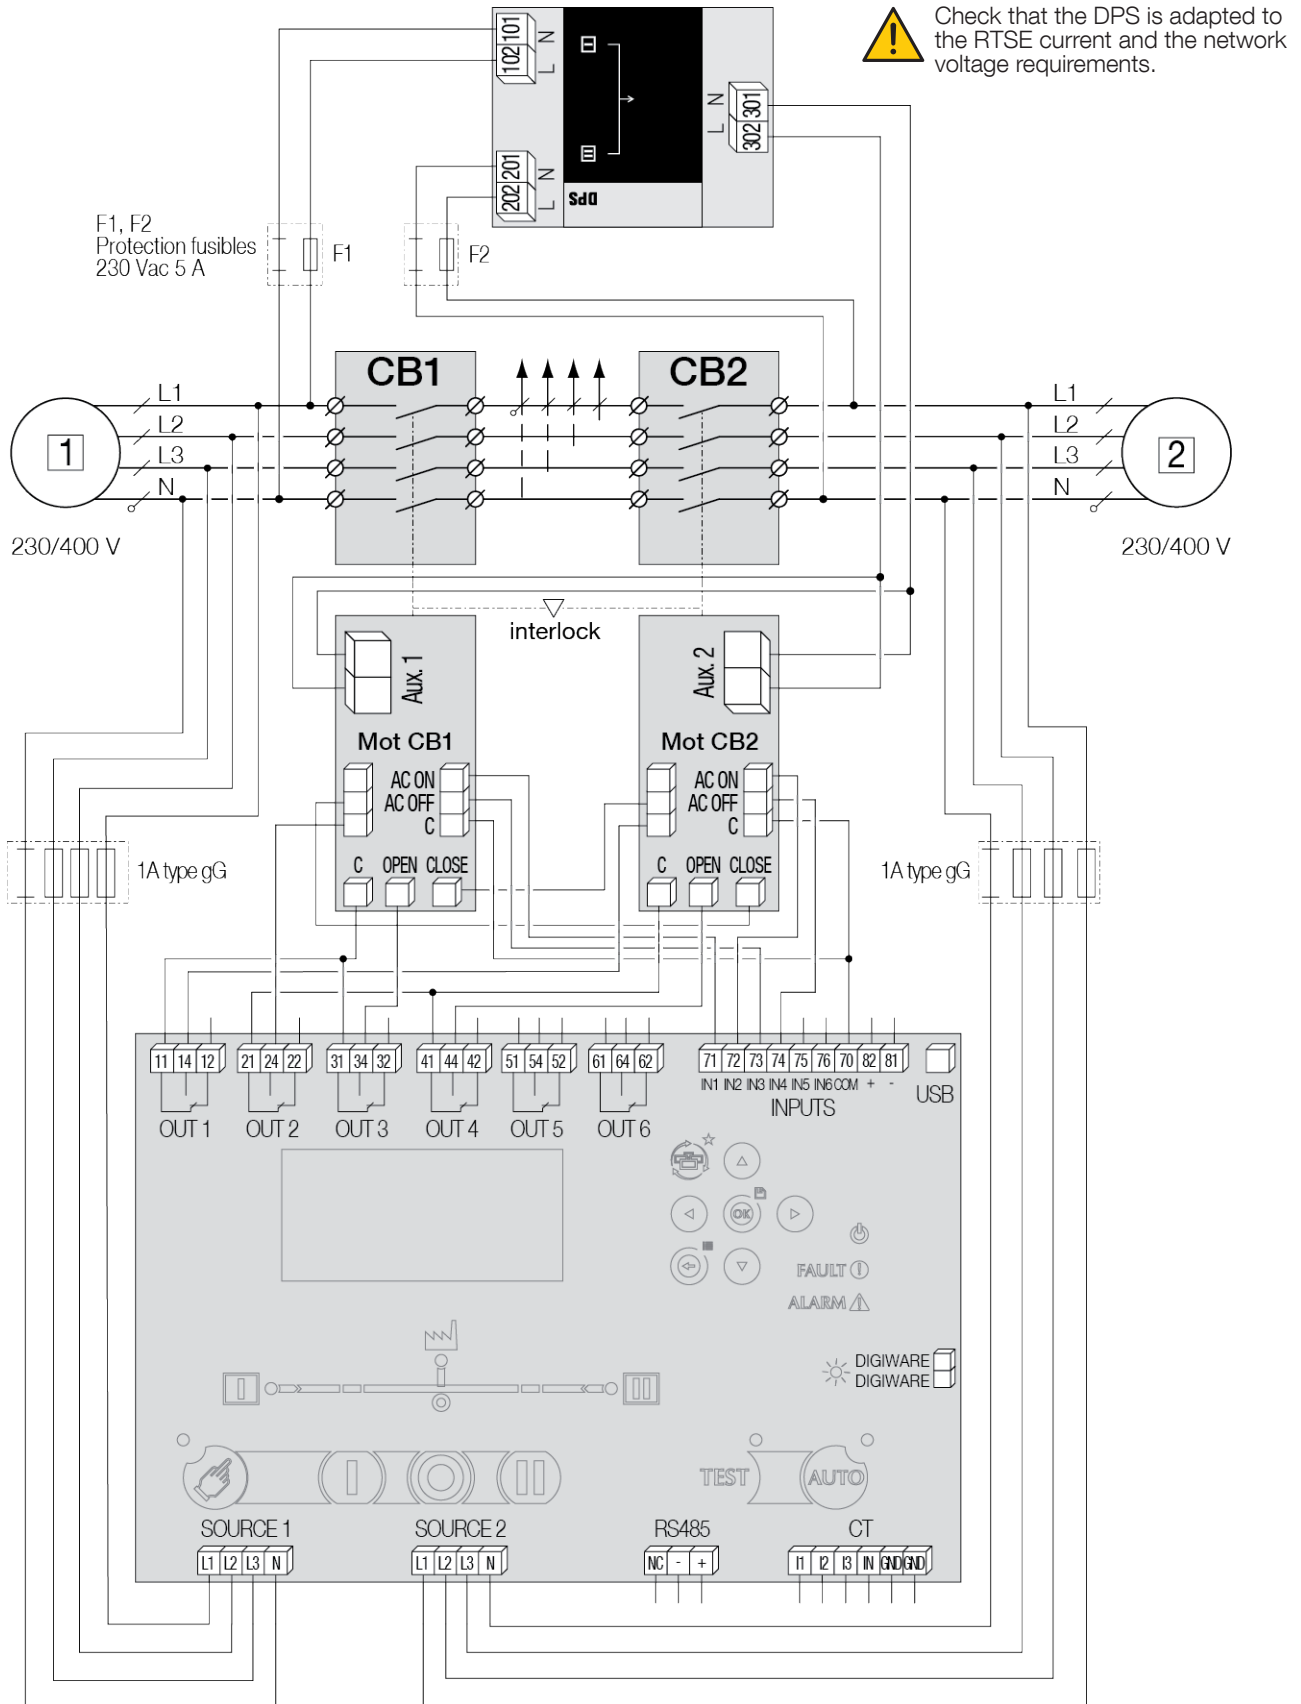 Check that the DPS is adapted to
the RTSE current and the network
voltage requirements.
101
102
N
L
201
202
N
L
DPS
N
L
301
302
F1, F2
Protection fusibles
230 Vac 5 A
F1
F2
CB1
CB2
L1
L2
L3
N
1
230/400 V
L1
L2
L3
N
2
230/400 V
interlock
Aux. 1
Aux. 2
Mot CB1
Mot CB2
AC ON
AC OFF
C
AC ON
AC OFF
C
C OPEN CLOSE
C OPEN CLOSE
1A type gG
1A type gG
11 14 12
21 24 22
31 34 32
41 44 42
51 54 52
61 64 62
71 72 73 74 75 76 70 82 81
IN1 IN2 IN3 IN4 IN5 IN6 COM + -
INPUTS
USB
OUT 1
OUT 2
OUT 3
OUT 4
OUT 5
OUT 6
OK
FAULT
ALARM
DIGIWARE
DIGIWARE
I
II
TEST
AUTO
SOURCE 1
SOURCE 2
RS485
CT
L1 L2 L3 N
L1 L2 L3 N
NC - +
I1 I2 I3 IN GND GND